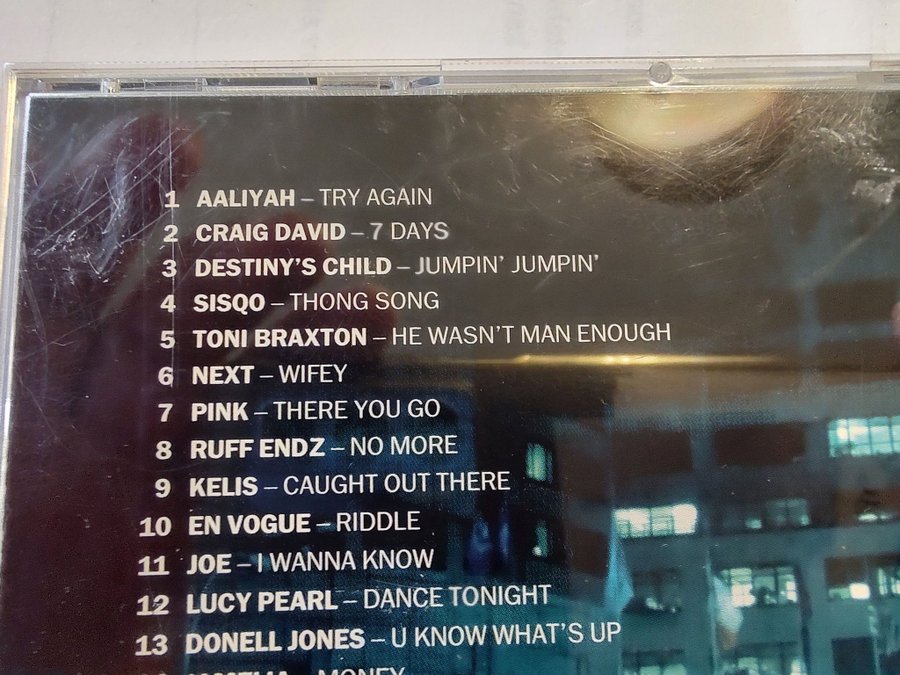 1 AALIYAH – TRY AGAIN
2 CRAIG DAVID – 7 DAYS
3 DESTINY'S CHILD – JUMPIN' JUMPIN'
4 SISQO – THONG SONG
5 TONI BRAXTON – HE WASN'T MAN ENOUGH
6 NEXT – WIFEY
7 PINK – THERE YOU GO
8 RUFF ENDZ – NO MORE
9 KELIS – CAUGHT OUT THERE
10 EN VOGUE – RIDDLE
11 JOE – I WANNA KNOW
12 LUCY PEARL – DANCE TONIGHT
13 DONELL JONES – U KNOW WHAT'S UP
– MONEY